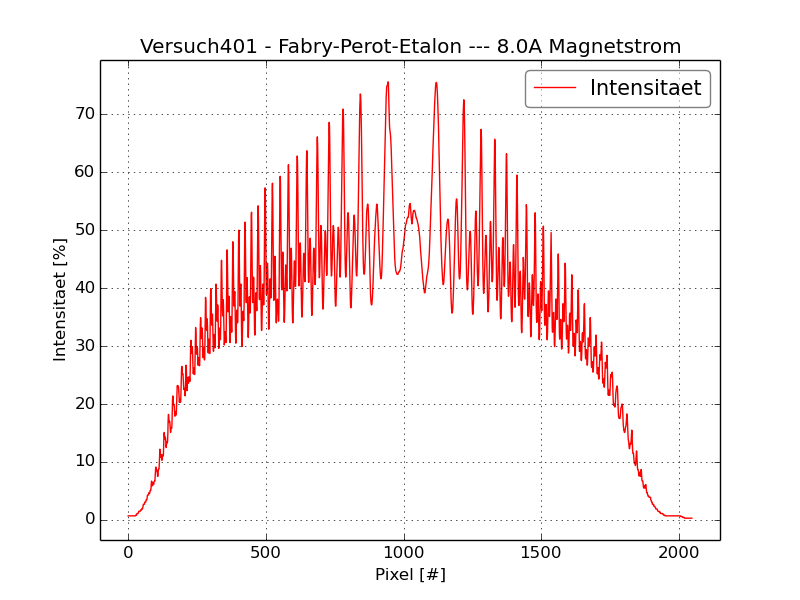 Versuch401 - Fabry-Perot-Etalon --- 8.0A Magnetstrom
Intensitaet
Intensitaet [%]
70
60
50
40
30
20
10
0
0 500 1000 1500 2000
Pixel [#]